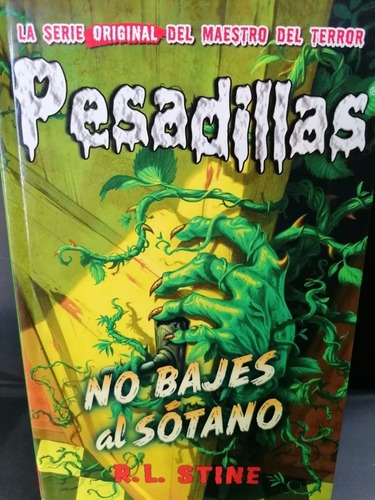 LA SERIE ORIGINAL DEL MAESTRO DEL TERROR
Pesadillas
NO BAJES
al SÓTANO
R.L. STINE